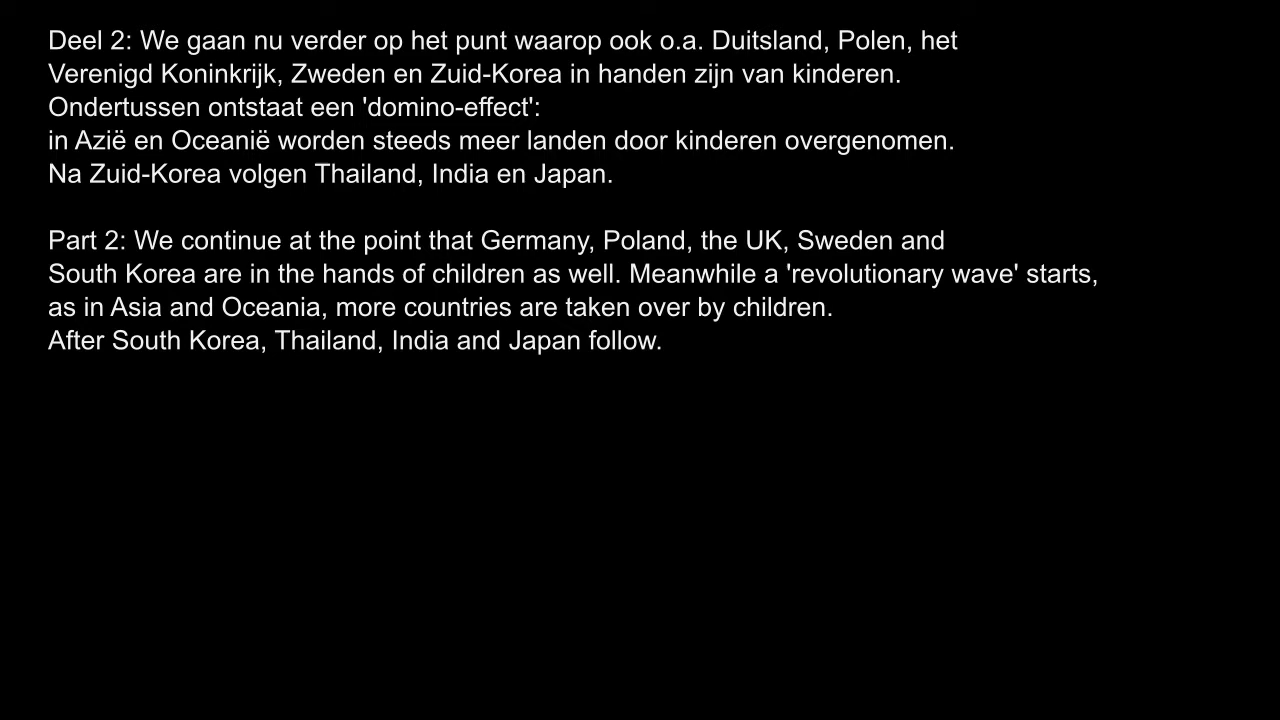 Deel 2: We gaan nu verder op het punt waarop ook o.a. Duitsland, Polen, het
Verenigd Koninkrijk, Zweden en Zuid-Korea in handen zijn van kinderen.
Ondertussen ontstaat een 'domino-effect':
in Azië en Oceanië worden steeds meer landen door kinderen overgenomen.
Na Zuid-Korea volgen Thailand, India en Japan.

Part 2: We continue at the point that Germany, Poland, the UK, Sweden and
South Korea are in the hands of children as well. Meanwhile a 'revolutionary wave' starts,
as in Asia and Oceania, more countries are taken over by children.
After South Korea, Thailand, India and Japan follow.